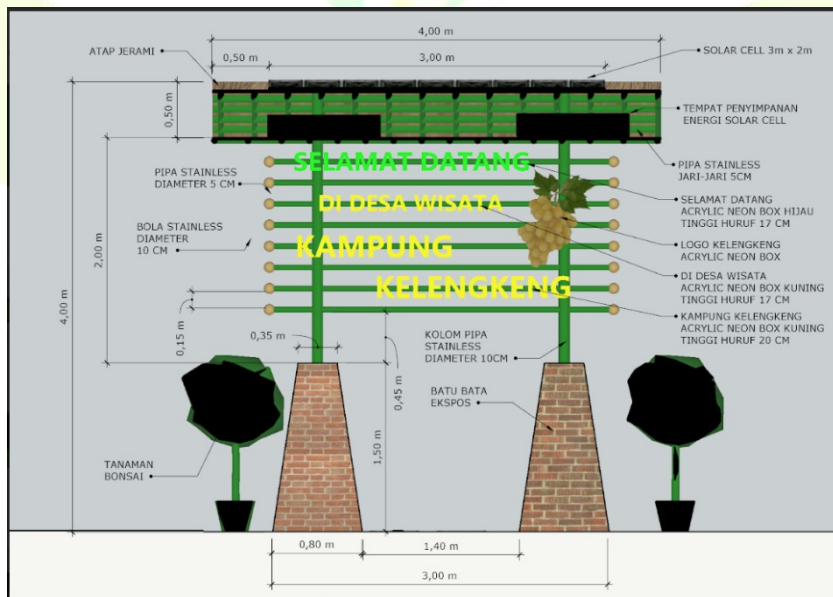 4,00 m
ATAP JERAMI
0,50 m
3,00 m
SOLAR CELL 3m x 2m
0,50 m
TEMPAT PENYIMPANAN
ENERGI SOLAR CELL
SELAMAT DATANG
PIPA STAINLESS
DIAMETER 5 CM
PIPA STAINLESS
JARI-JARI 5CM
DI DESA WISATA
SELAMAT DATANG
ACRYLIC NEON BOX HIJAU
TINGGI HURUF 17 CM
BOLA STAINLESS
DIAMETER
10 CM
KAMPUNG
LOGO KELENGKENG
ACRYLIC NEON BOX
2,00 m
4,00 m
KELENGKENG
DI DESA WISATA
ACRYLIC NEON BOX KUNING
TINGGI HURUF 17 CM
KAMPUNG KELENGKENG
ACRYLIC NEON BOX KUNING
TINGGI HURUF 20 CM
0,15 m
0,35 m
KOLOM PIPA
STAINLESS
DIAMETER 10CM
0,45 m
BATU BATA
EKSPOS
1,50 m
TANAMAN
BONSAI
0,80 m
1,40 m
3,00 m